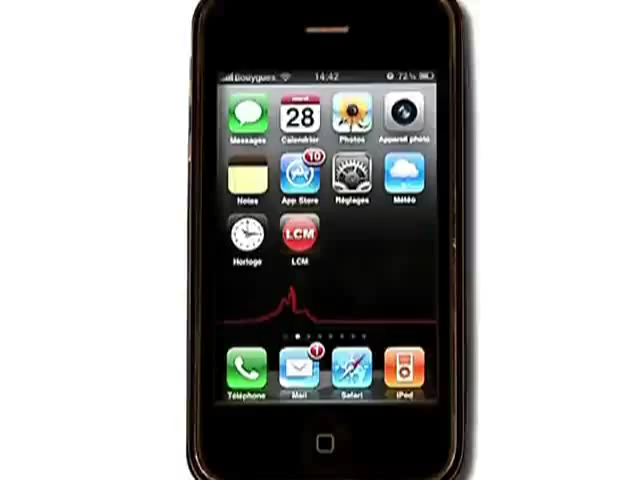 Bouygues 14:42 72 %
mardi
28
Messages Calendrier Photos Appareil photo
10
Notes App Store Réglages Météo
LCM
Horloge LCM
1
Téléphone Mail Safari iPod